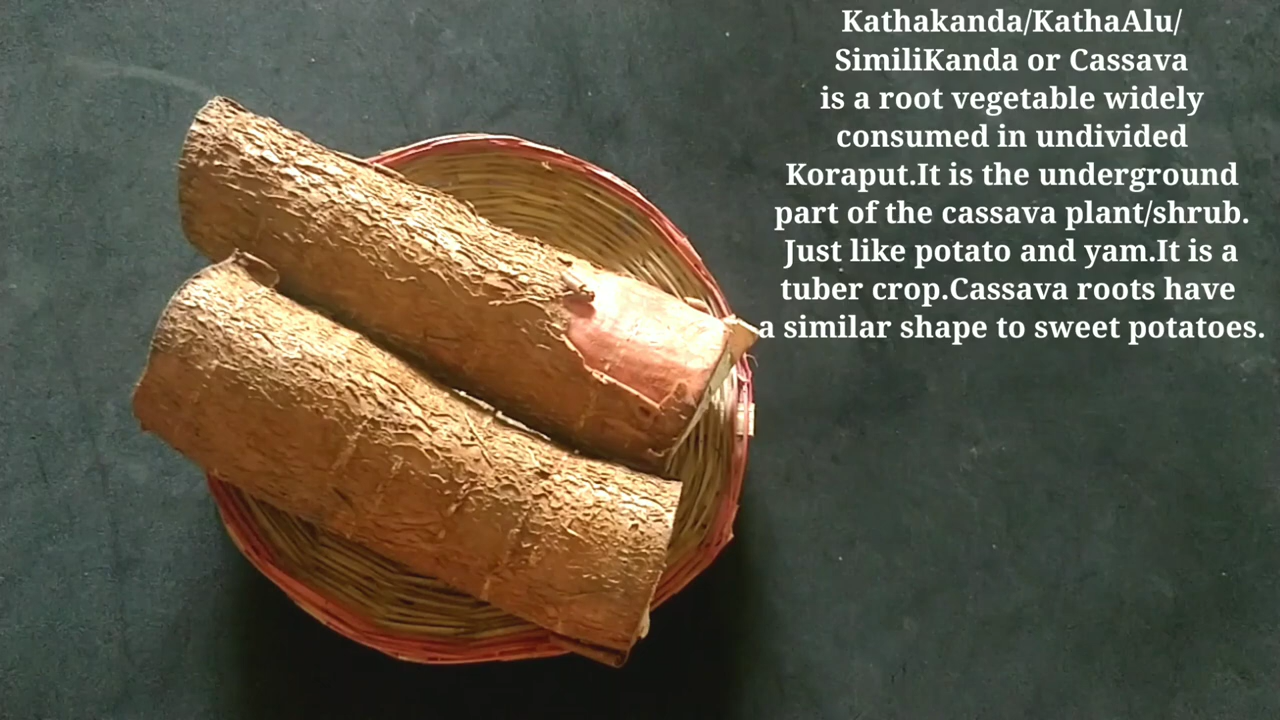 Kathakanda/KathaAlu/
SimiliKanda or Cassava
is a root vegetable widely
consumed in undivided
Koraput.It is the underground
part of the cassava plant/shrub.
Just like potato and yam.It is a
tuber crop.Cassava roots have
a similar shape to sweet potatoes.